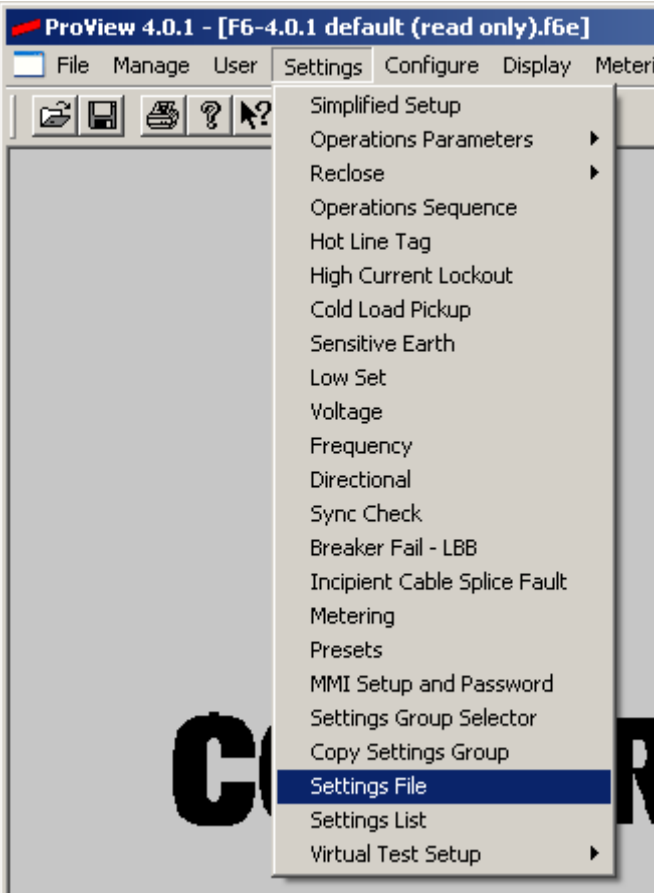 ProView 4.0.1 - [F6-4.0.1 default (read only).f6e]
File Manage User Settings Configure Display
Simplified Setup
Operations Parameters
Reclose
Operations Sequence
Hot Line Tag
High Current Lockout
Cold Load Pickup
Sensitive Earth
Low Set
Voltage
Frequency
Directional
Sync Check
Breaker Fail - LBB
Incipient Cable Splice Fault
Metering
Presets
MMI Setup and Password
Settings Group Selector
Copy Settings Group
Settings File
Settings List
Virtual Test Setup